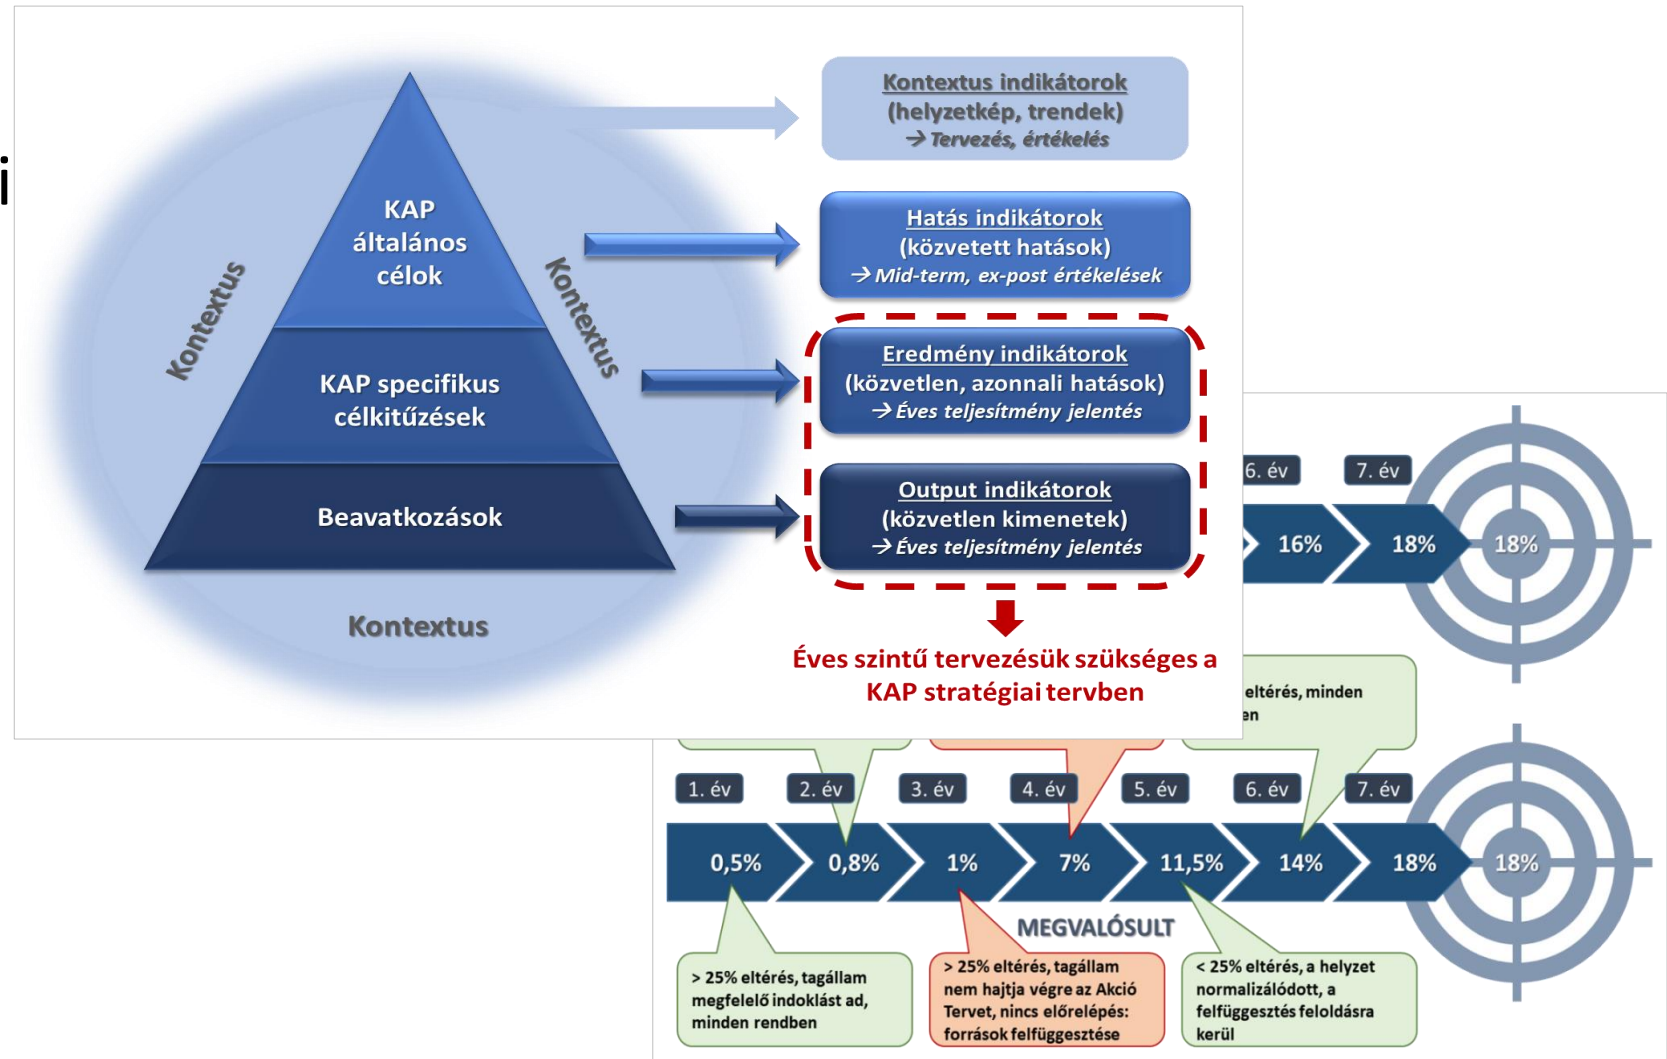 i
KAP
általános
célok
KAP specifikus
célkitűzések
Beavatkozások
Kontextus
Kontextus
Kontextus
Kontextus indikátorok
(helyzetkép, trendek)
→ Tervezés, értékelés
Hatás indikátorok
(közvetett hatások)
→ Mid-term, ex-post értékelések
Eredmény indikátorok
(közvetlen, azonnali hatások)
→ Éves teljesítmény jelentés
Output indikátorok
(közvetlen kimenetek)
→ Éves teljesítmény jelentés
Éves szintű tervezésük szükséges a
KAP stratégiai tervben
6. év 7. év
16% 18% 18%
eltérés, minden
en
1. év 2. év 3. év 4. év 5. év 6. év 7. év
0,5% 0,8% 1% 7% 11,5% 14% 18% 18%
MEGVALÓSULT
> 25% eltérés, tagállam
megfelelő indoklást ad,
minden rendben
> 25% eltérés, tagállam
nem hajtja végre az Akció
Tervet, nincs előrelépés:
források felfüggesztése
< 25% eltérés, a helyzet
normalizálódott, a
felfüggesztés feloldásra
kerül